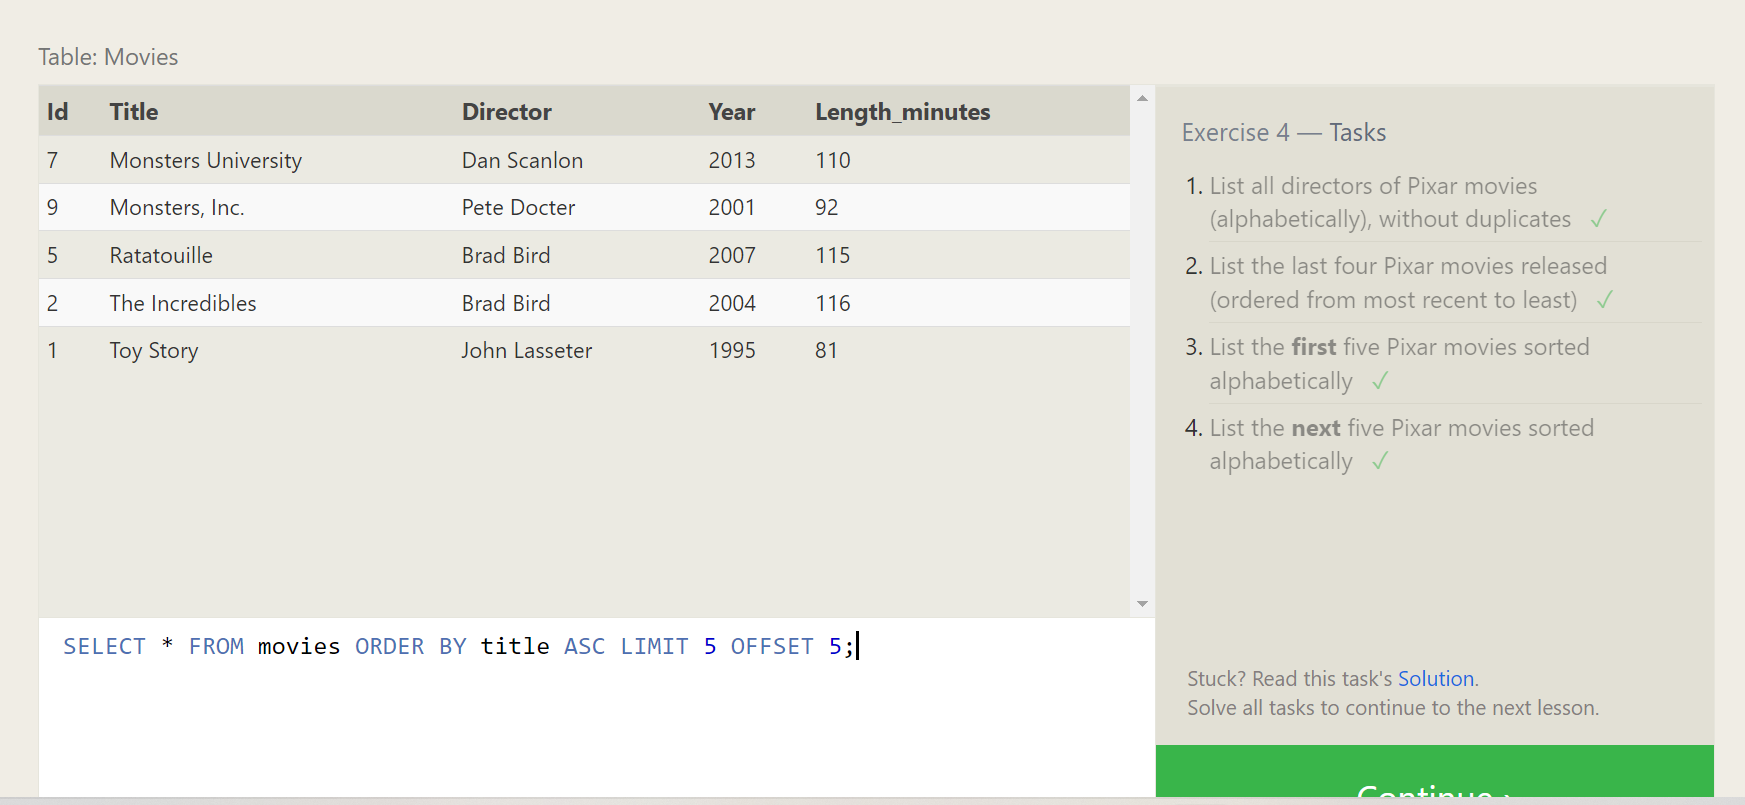 Table: Movies
Id Title Director Year Length_minutes
7 Monsters University Dan Scanlon 2013 110
9 Monsters, Inc. Pete Docter 2001 92
5 Ratatouille Brad Bird 2007 115
2 The Incredibles Brad Bird 2004 116
1 Toy Story John Lasseter 1995 81
SELECT * FROM movies ORDER BY title ASC LIMIT 5 OFFSET 5;
Exercise 4 — Tasks
1. List all directors of Pixar movies
(alphabetically), without duplicates ✓
2. List the last four Pixar movies released
(ordered from most recent to least) ✓
3. List the first five Pixar movies sorted
alphabetically ✓
4. List the next five Pixar movies sorted
alphabetically ✓
Stuck? Read this task's Solution.
Solve all tasks to continue to the next lesson.
Continue ›